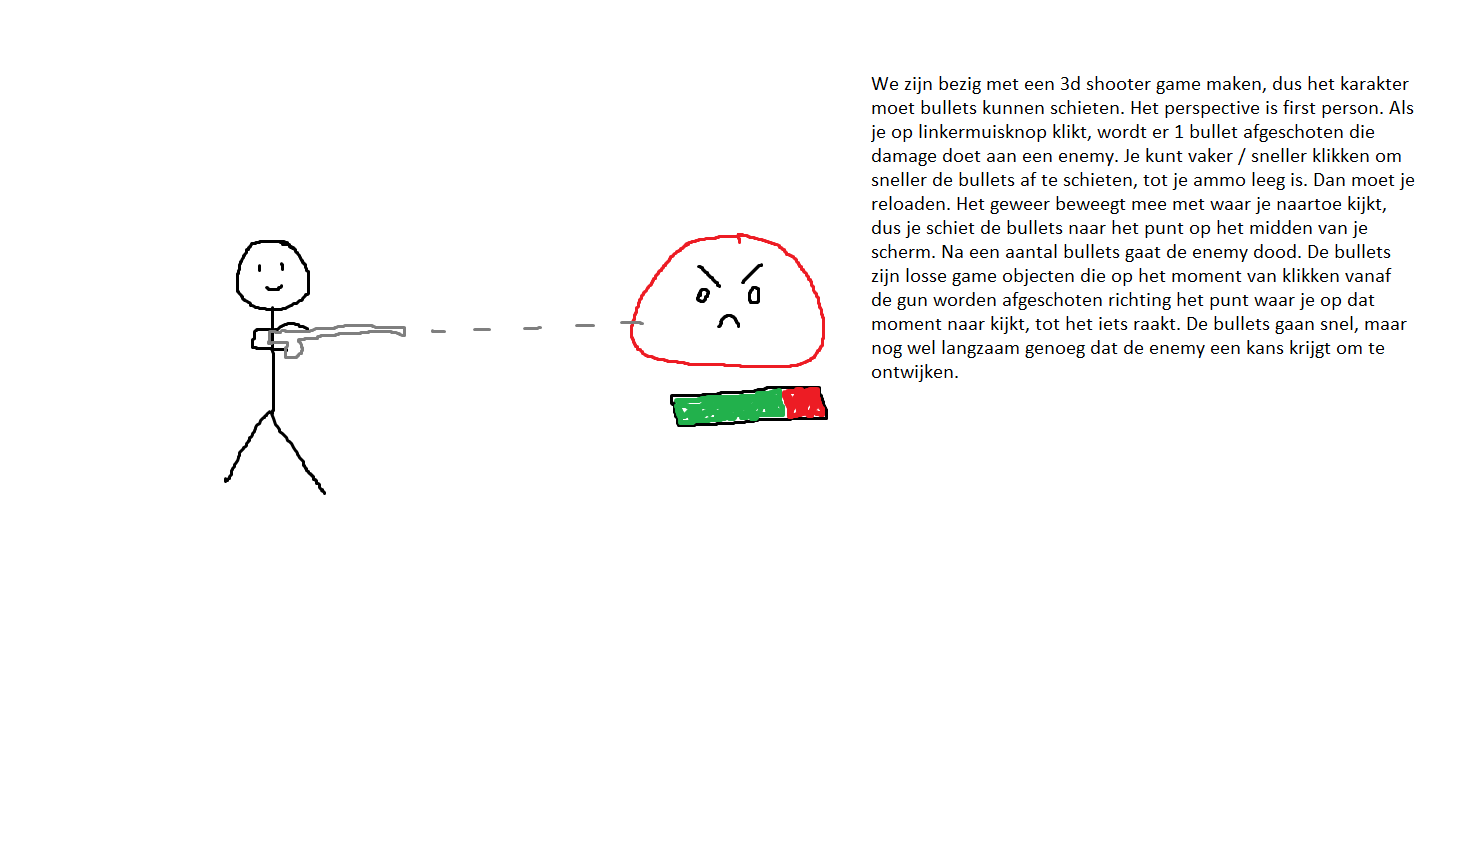 We zijn bezig met een 3d shooter game maken, dus het karakter
moet bullets kunnen schieten. Het perspective is first person. Als
je op linkermuisknop klikt, wordt er 1 bullet afgeschoten die
damage doet aan een enemy. Je kunt vaker / sneller klikken om
sneller de bullets af te schieten, tot je ammo leeg is. Dan moet je
reloaden. Het geweer beweegt mee met waar je naartoe kijkt,
dus je schiet de bullets naar het punt op het midden van je
scherm. Na een aantal bullets gaat de enemy dood. De bullets
zijn losse game objecten die op het moment van klikken vanaf
de gun worden afgeschoten richting het punt waar je op dat
moment naar kijkt, tot het iets raakt. De bullets gaan snel, maar
nog wel langzaam genoeg dat de enemy een kans krijgt om te
ontwijken.